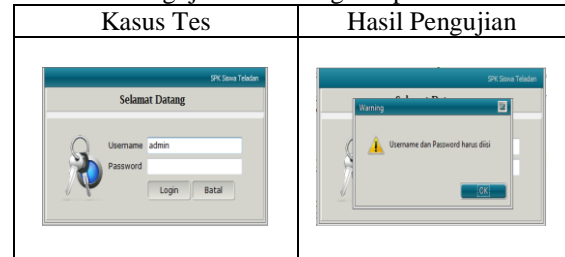 Kasus Tes
Hasil Pengujian
SPK Siswa Teladan
Selamat Datang
Username admin
Password
Login Batal
SPK Siswa Teladan
Warning
Username dan Password harus diisi
OK